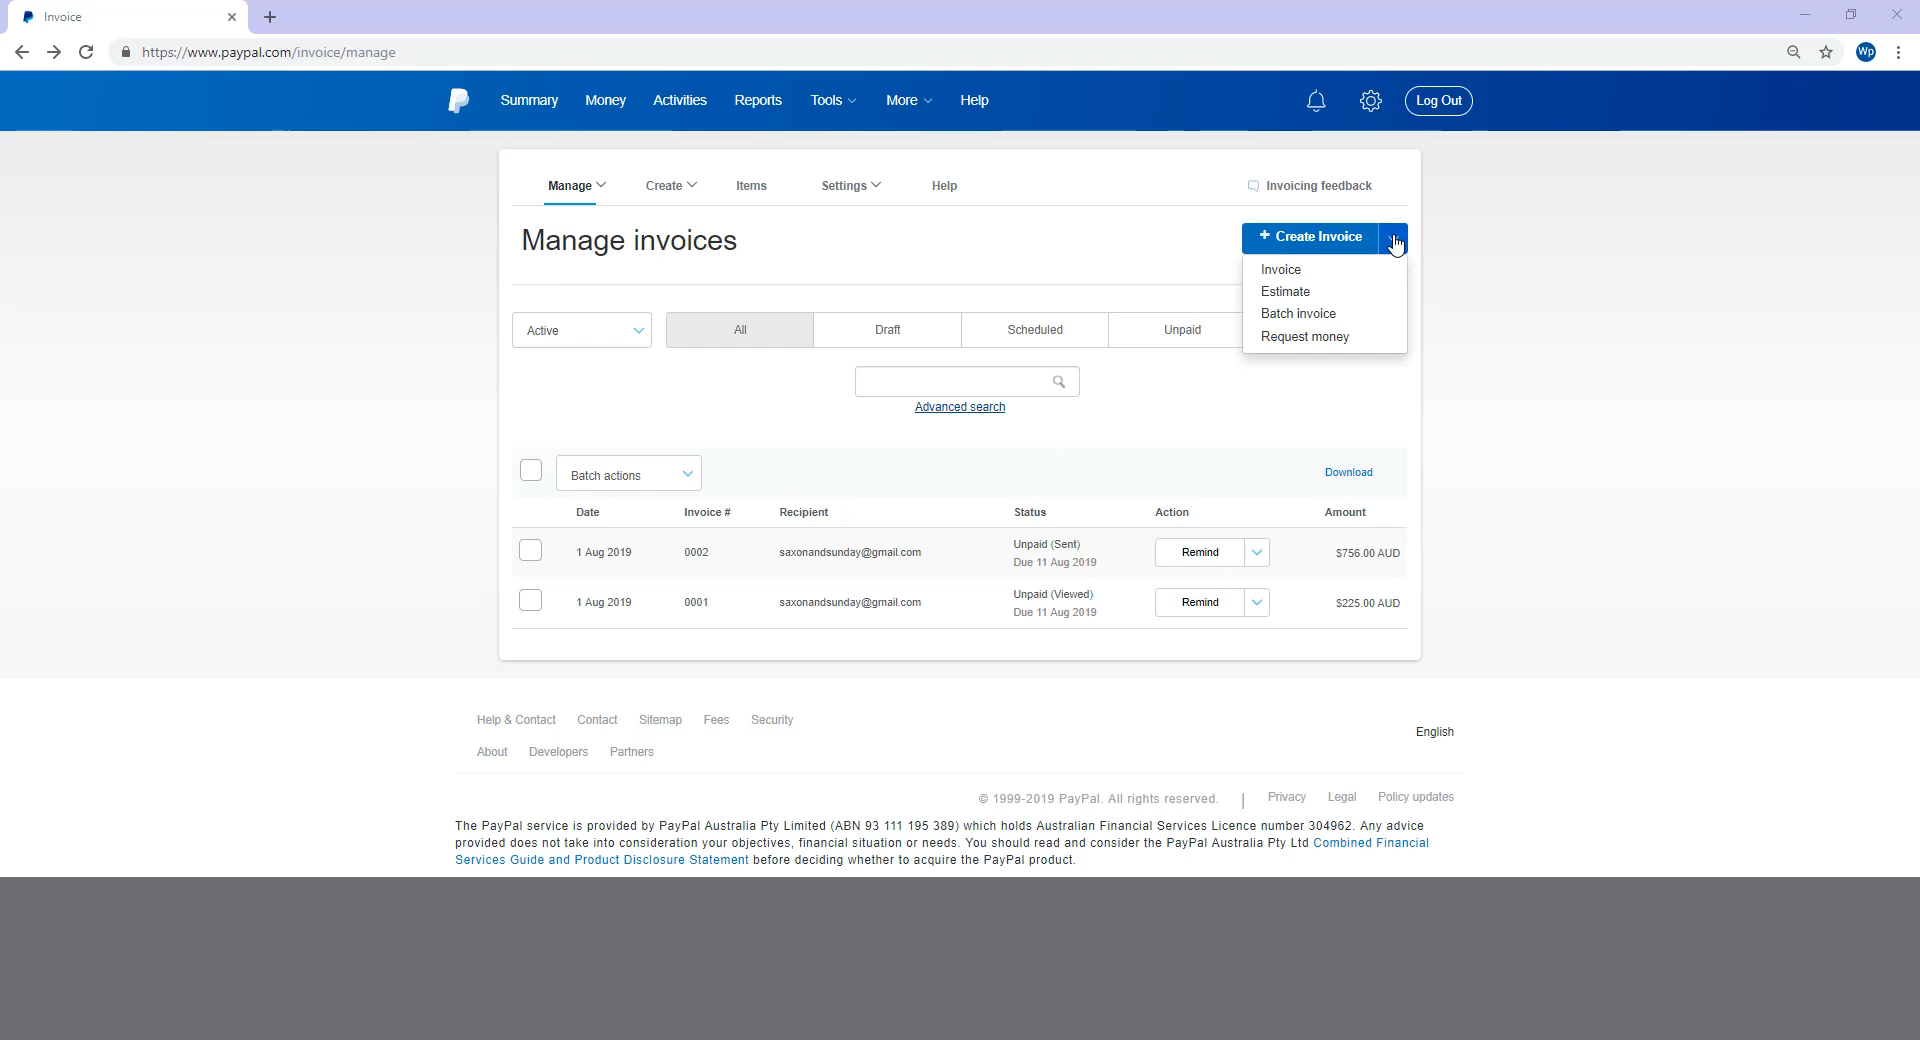 Invoice
https://www.paypal.com/invoice/manage
Wp
Summary Money Activities Reports Tools More Help Log Out
Manage Create Items Settings Help Invoicing feedback
Manage invoices
+ Create Invoice
Invoice
Estimate
Batch invoice
Request money
Active All Draft Scheduled Unpaid
Advanced search
Batch actions Download
Date Invoice # Recipient Status Action Amount
1 Aug 2019 0002 saxonandsunday@gmail.com Unpaid (Sent) Remind $756.00 AUD
Due 11 Aug 2019
1 Aug 2019 0001 saxonandsunday@gmail.com Unpaid (Viewed) Remind $225.00 AUD
Due 11 Aug 2019
Help & Contact Contact Sitemap Fees Security
English
About Developers Partners
© 1999-2019 PayPal. All rights reserved. | Privacy Legal Policy updates
The PayPal service is provided by PayPal Australia Pty Limited (ABN 93 111 195 389) which holds Australian Financial Services Licence number 304962. Any advice
provided does not take into consideration your objectives, financial situation or needs. You should read and consider the PayPal Australia Pty Ltd Combined Financial
Services Guide and Product Disclosure Statement before deciding whether to acquire the PayPal product.